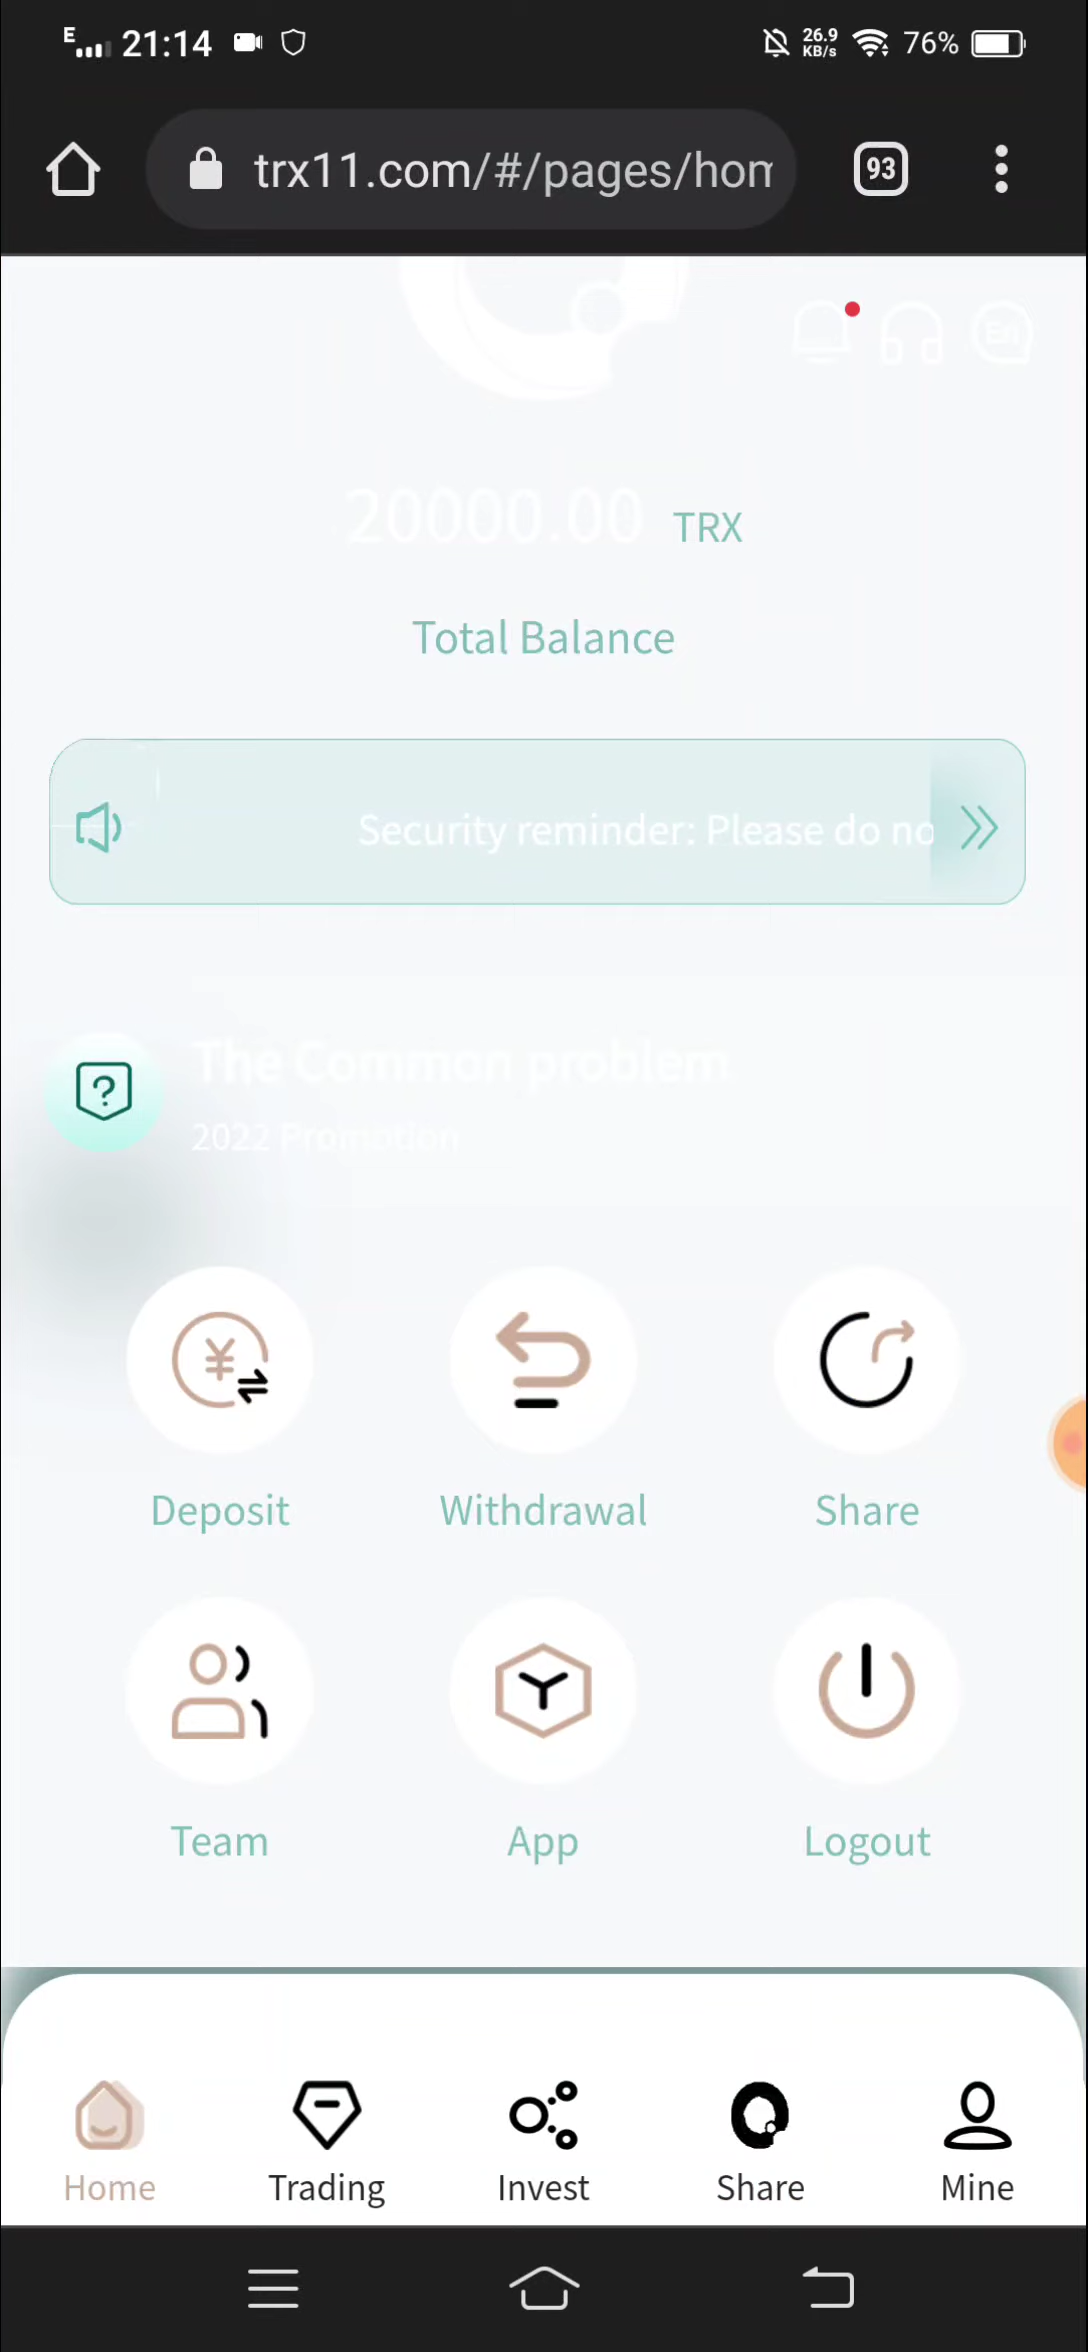 E 21:14 26.9 KB/s 76%
trx11.com/#/pages/hom
93
En
20000.00 TRX
Total Balance
Security reminder: Please do no
The Common problem
2022 Promotion
Deposit Withdrawal Share
Team App Logout
Home Trading Invest Share Mine